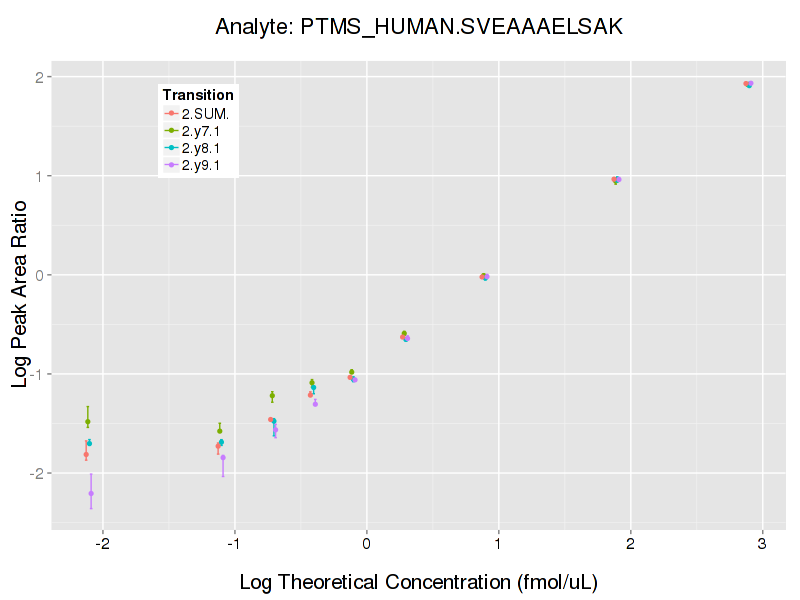 Analyte: PTMS_HUMAN.SVEAAAELSAK
Log Peak Area Ratio
2
1
0
-1
-2
Transition
2.SUM.
2.y7.1
2.y8.1
2.y9.1
-2 -1 0 1 2 3
Log Theoretical Concentration (fmol/uL)